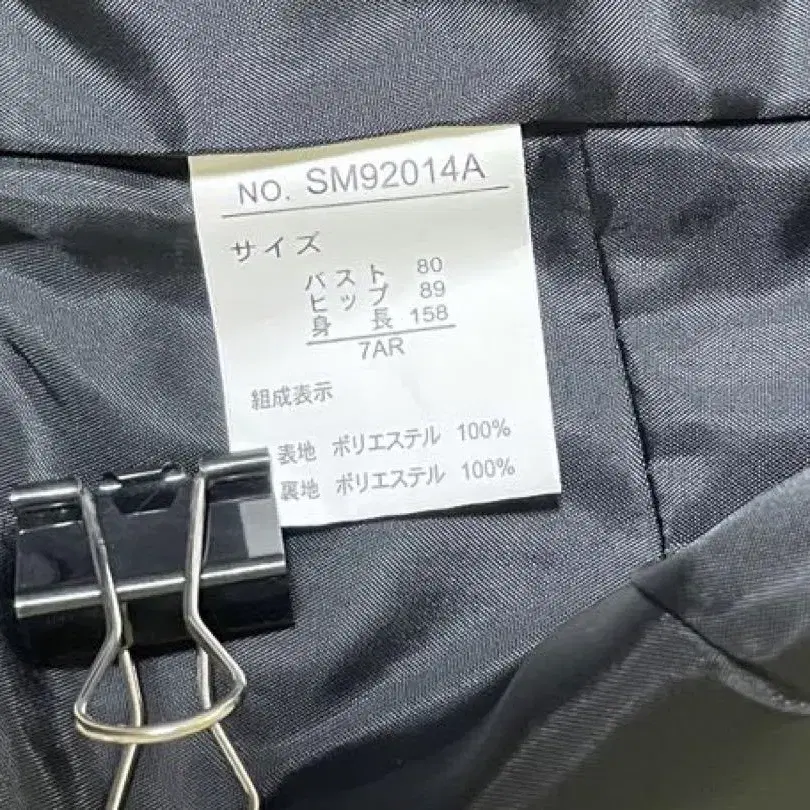 NO. SM92014A
サイズ
バスト 80
ヒップ 89
身長 158
7AR
組成表示
表地 ポリエステル 100%
裏地 ポリエステル 100%